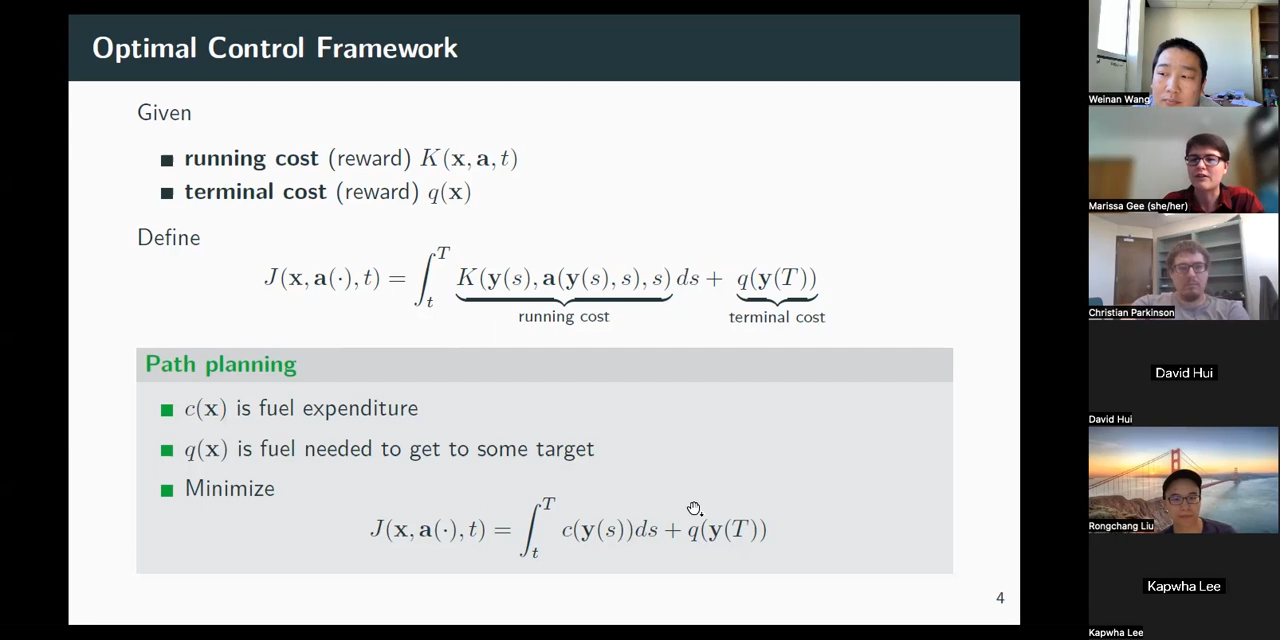 Optimal Control Framework
Given
■ running cost (reward) K(x, a, t)
■ terminal cost (reward) q(x)
Define
J(x, a(·), t) = ∫_t^T K(y(s), a(y(s), s), s) ds + q(y(T))
running cost
terminal cost
Path planning
■ c(x) is fuel expenditure
■ q(x) is fuel needed to get to some target
■ Minimize
J(x, a(·), t) = ∫_t^T c(y(s))ds + q(y(T))
4
Weinan Wang
Marissa Gee (she/her)
Christian Parkinson
David Hui
David Hui
Rongchang Liu
Kapwha Lee
Kapwha Lee